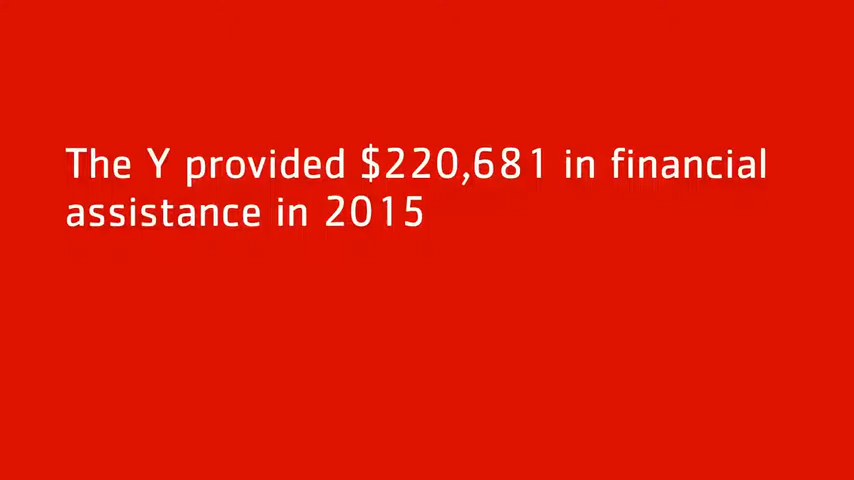 The Y provided $220,681 in financial
assistance in 2015